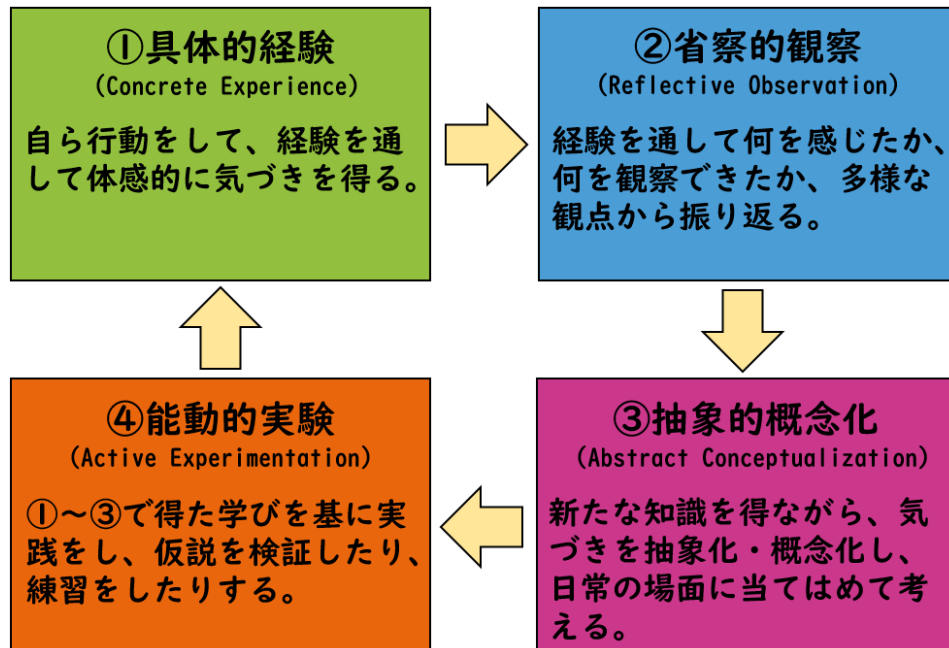 ①具体的経験
(Concrete Experience)
自ら行動をして、経験を通
して体感的に気づきを得る。
②省察的観察
(Reflective Observation)
経験を通して何を感じたか、
何を観察できたか、多様な
観点から振り返る。
③抽象的概念化
(Abstract Conceptualization)
新たな知識を得ながら、気
づきを抽象化・概念化し、
日常の場面に当てはめて考
える。
④能動的実験
(Active Experimentation)
①～③で得た学びを基に実
践をし、仮説を検証したり、
練習をしたりする。